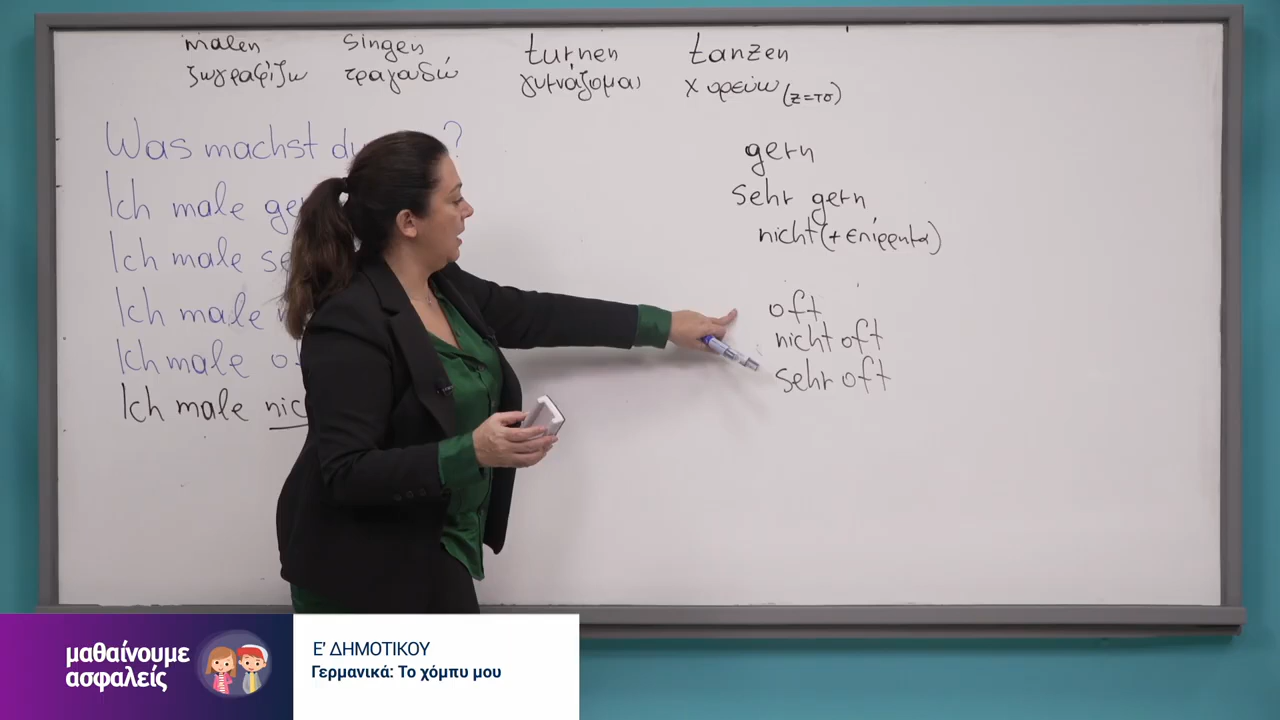 malen singen turnen tanzen
ζωγραφίζω τραγουδώ γυμνάζομαι χορεύω (z=τσ)
Was machst du ?
Ich male ge
Ich male se
Ich male
Ich male o
Ich male nic
gern
sehr gern
nicht (+ επίρρημα)
oft
nicht oft
sehr oft
μαθαίνουμε
ασφαλείς
Ε' ΔΗΜΟΤΙΚΟΥ
Γερμανικά: Το χόμπυ μου